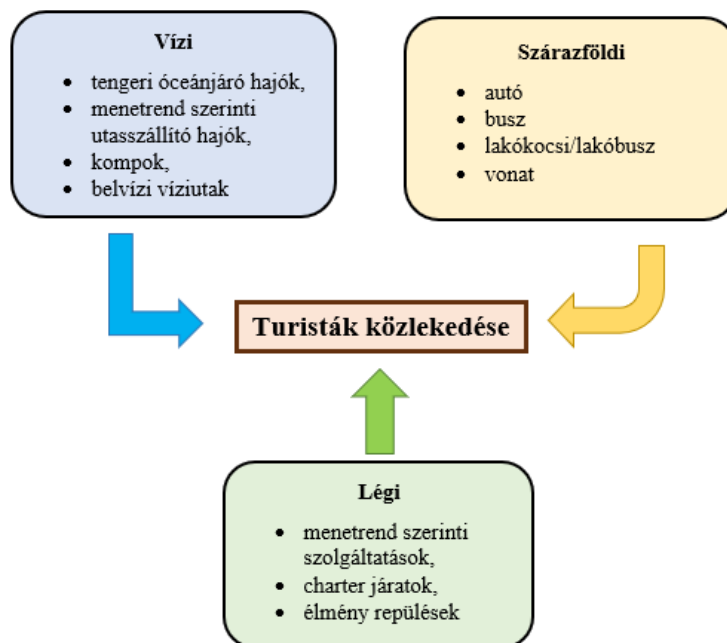 Vízi
• tengeri óceánjáró hajók,
• menetrend szerinti
utasszállító hajók,
• kompok,
• belvízi víziutak
Szárazföldi
• autó
• busz
• lakókocsi/lakóbusz
• vonat
Turisták közlekedése
Légi
• menetrend szerinti
szolgáltatások,
• charter járatok,
• élmény repülések